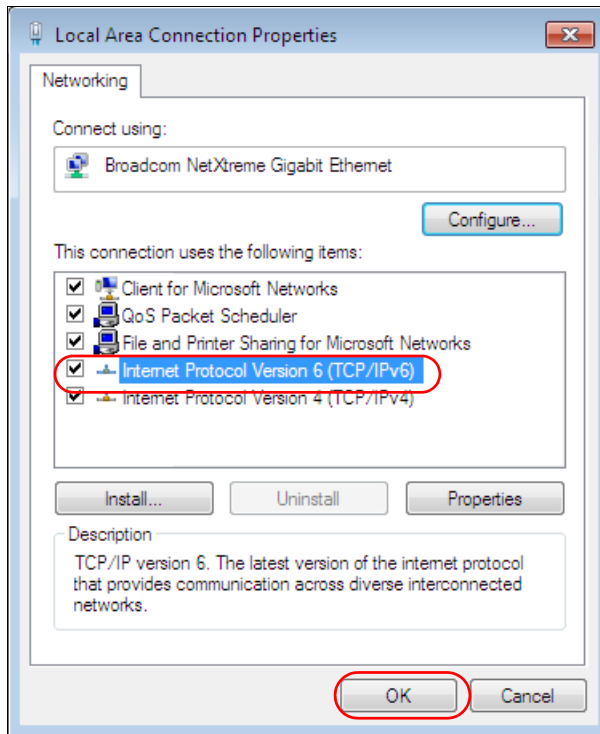 Local Area Connection Properties
Networking
Connect using:
Broadcom NetXtreme Gigabit Ethernet
Configure...
This connection uses the following items:
Client for Microsoft Networks
QoS Packet Scheduler
File and Printer Sharing for Microsoft Networks
Internet Protocol Version 6 (TCP/IPv6)
Internet Protocol Version 4 (TCP/IPv4)
Install... Uninstall Properties
Description
TCP/IP version 6. The latest version of the internet protocol
that provides communication across diverse interconnected
networks.
OK Cancel